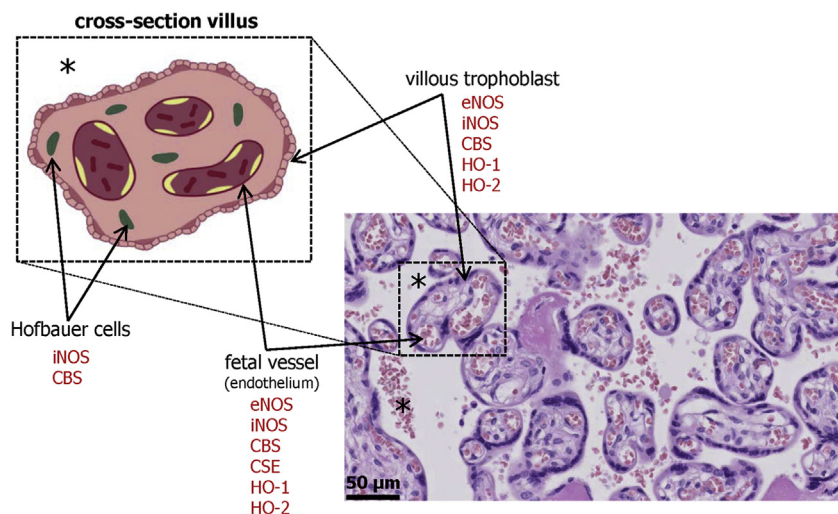 cross-section villus
*
villous trophoblast
eNOS
iNOS
CBS
HO-1
HO-2
*
Hofbauer cells
iNOS
CBS
fetal vessel
(endothelium)
eNOS
iNOS
CBS
CSE
HO-1
HO-2
*
50 µm